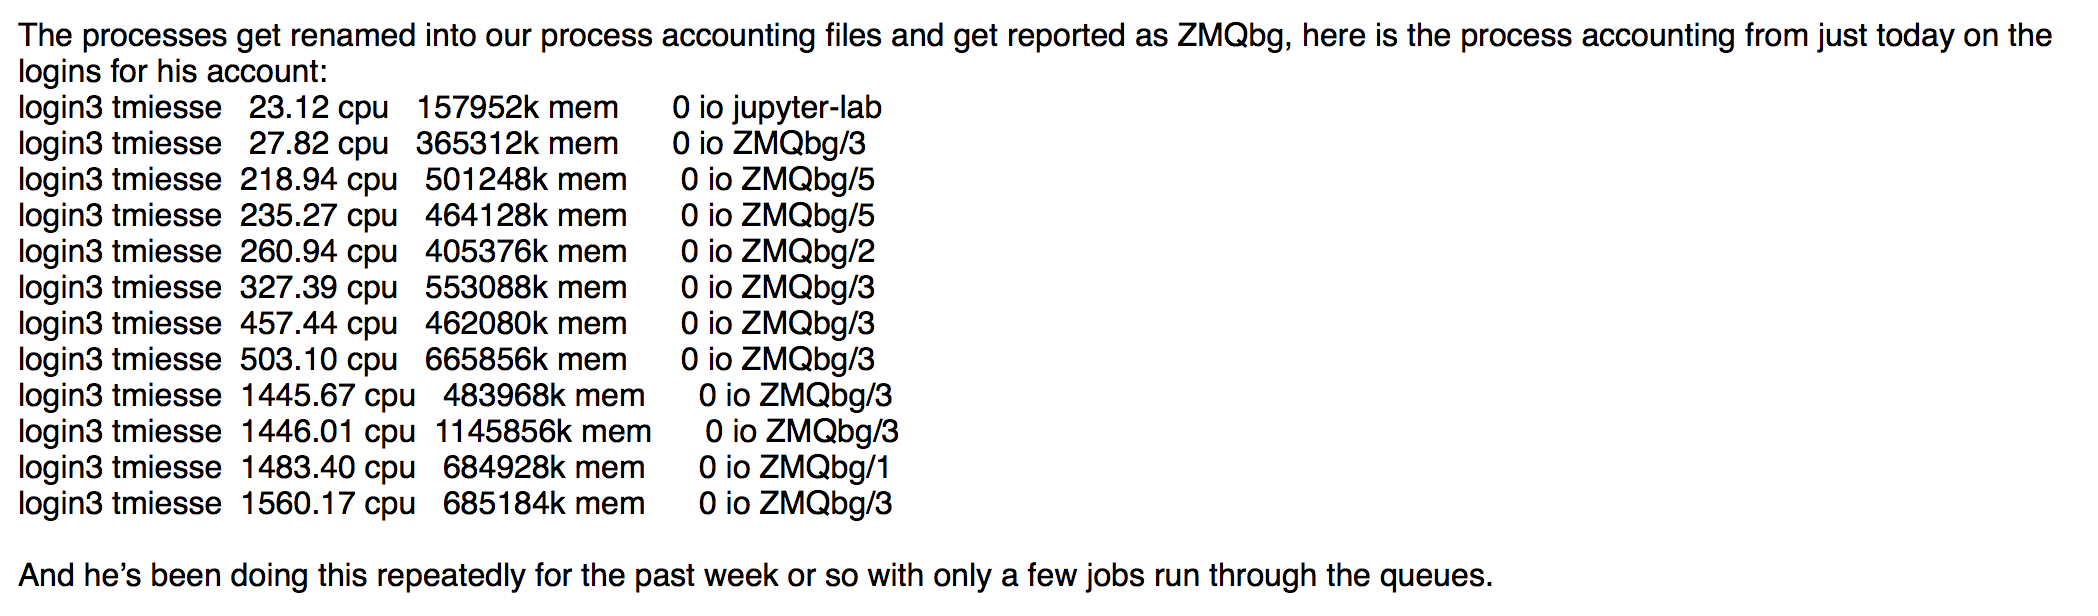 The processes get renamed into our process accounting files and get reported as ZMQbg, here is the process accounting from just today on the
logins for his account:
login3 tmiesse 23.12 cpu 157952k mem 0 io jupyter-lab
login3 tmiesse 27.82 cpu 365312k mem 0 io ZMQbg/3
login3 tmiesse 218.94 cpu 501248k mem 0 io ZMQbg/5
login3 tmiesse 235.27 cpu 464128k mem 0 io ZMQbg/5
login3 tmiesse 260.94 cpu 405376k mem 0 io ZMQbg/2
login3 tmiesse 327.39 cpu 553088k mem 0 io ZMQbg/3
login3 tmiesse 457.44 cpu 462080k mem 0 io ZMQbg/3
login3 tmiesse 503.10 cpu 665856k mem 0 io ZMQbg/3
login3 tmiesse 1445.67 cpu 483968k mem 0 io ZMQbg/3
login3 tmiesse 1446.01 cpu 1145856k mem 0 io ZMQbg/3
login3 tmiesse 1483.40 cpu 684928k mem 0 io ZMQbg/1
login3 tmiesse 1560.17 cpu 685184k mem 0 io ZMQbg/3
And he’s been doing this repeatedly for the past week or so with only a few jobs run through the queues.